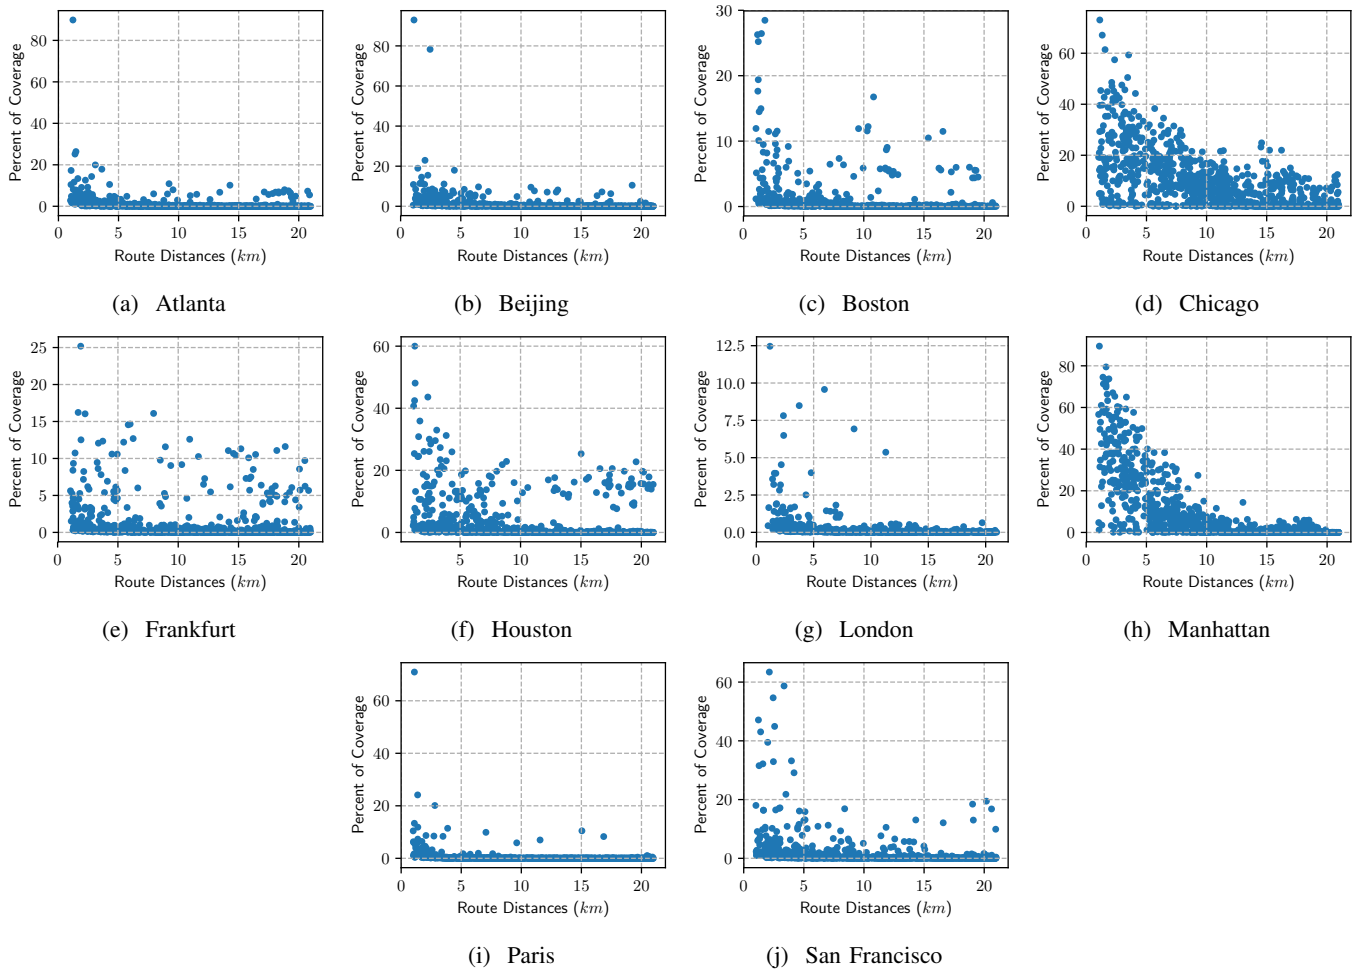 Percent of Coverage
80
60
40
20
0
0 5 10 15 20
Route Distances (km)
(a) Atlanta
Percent of Coverage
80
60
40
20
0
0 5 10 15 20
Route Distances (km)
(b) Beijing
Percent of Coverage
30
20
10
0
0 5 10 15 20
Route Distances (km)
(c) Boston
Percent of Coverage
60
40
20
0
0 5 10 15 20
Route Distances (km)
(d) Chicago
Percent of Coverage
25
20
15
10
5
0
0 5 10 15 20
Route Distances (km)
(e) Frankfurt
Percent of Coverage
60
40
20
0
0 5 10 15 20
Route Distances (km)
(f) Houston
Percent of Coverage
12.5
10.0
7.5
5.0
2.5
0.0
0 5 10 15 20
Route Distances (km)
(g) London
Percent of Coverage
80
60
40
20
0
0 5 10 15 20
Route Distances (km)
(h) Manhattan
Percent of Coverage
60
40
20
0
0 5 10 15 20
Route Distances (km)
(i) Paris
Percent of Coverage
60
40
20
0
0 5 10 15 20
Route Distances (km)
(j) San Francisco